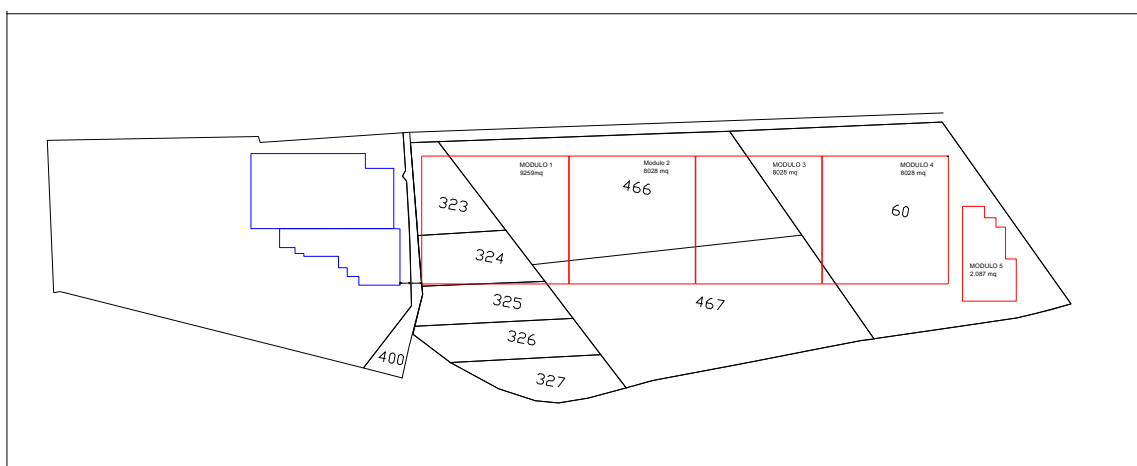 MODULO 1
9259mq
Modulo 2
8028 mq
MODULO 3
8028 mq
MODULO 4
8028 mq
466
323
60
324
MODULO 5
2.087 mq
325
467
326
400
327